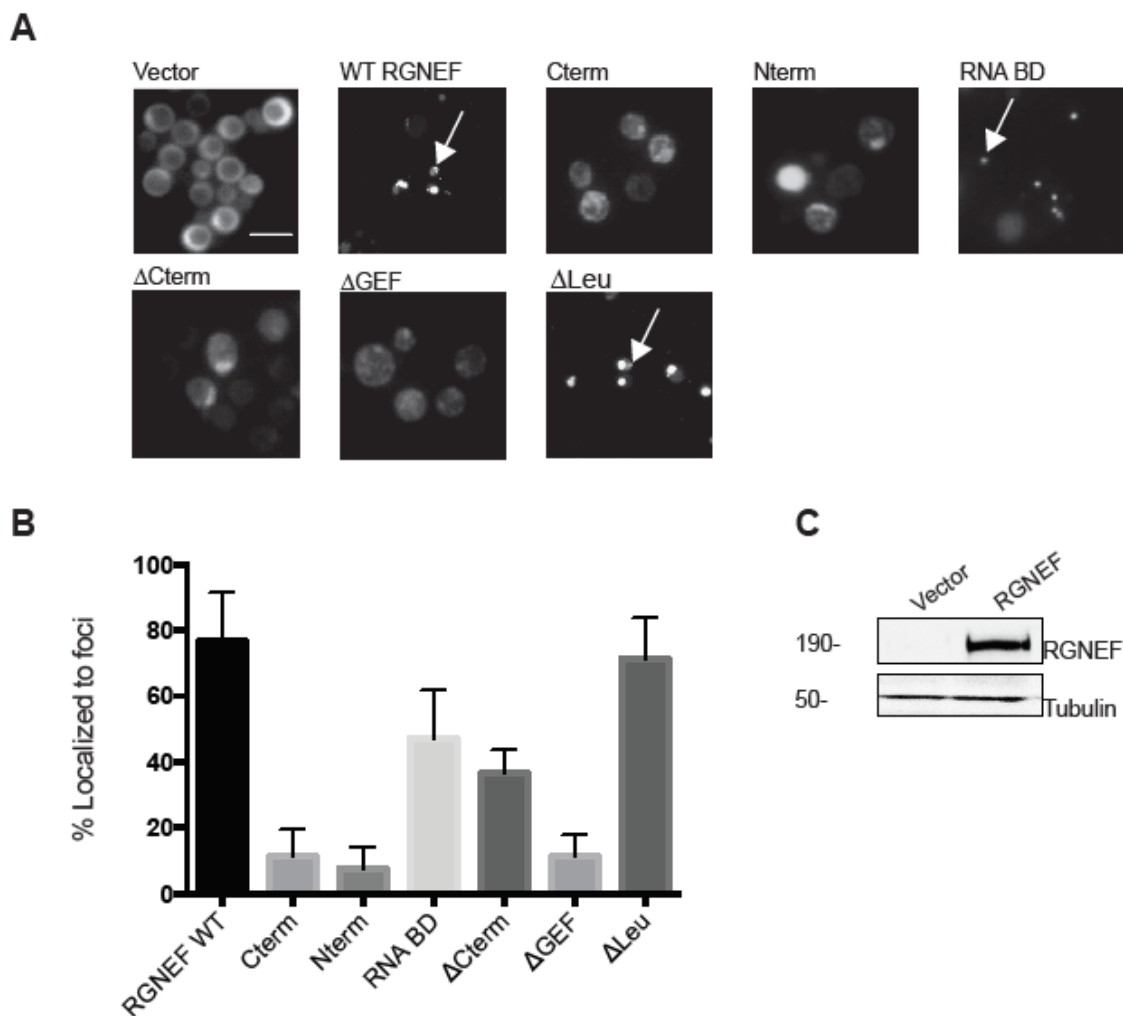 A
Vector
WT RGNEF
Cterm
Nterm
RNA BD
ΔCterm
ΔGEF
ΔLeu
B
% Localized to foci
100
80
60
40
20
0
RGNEF WT
Cterm
Nterm
RNA BD
ΔCterm
ΔGEF
ΔLeu
C
Vector
RGNEF
190-
RGNEF
50-
Tubulin